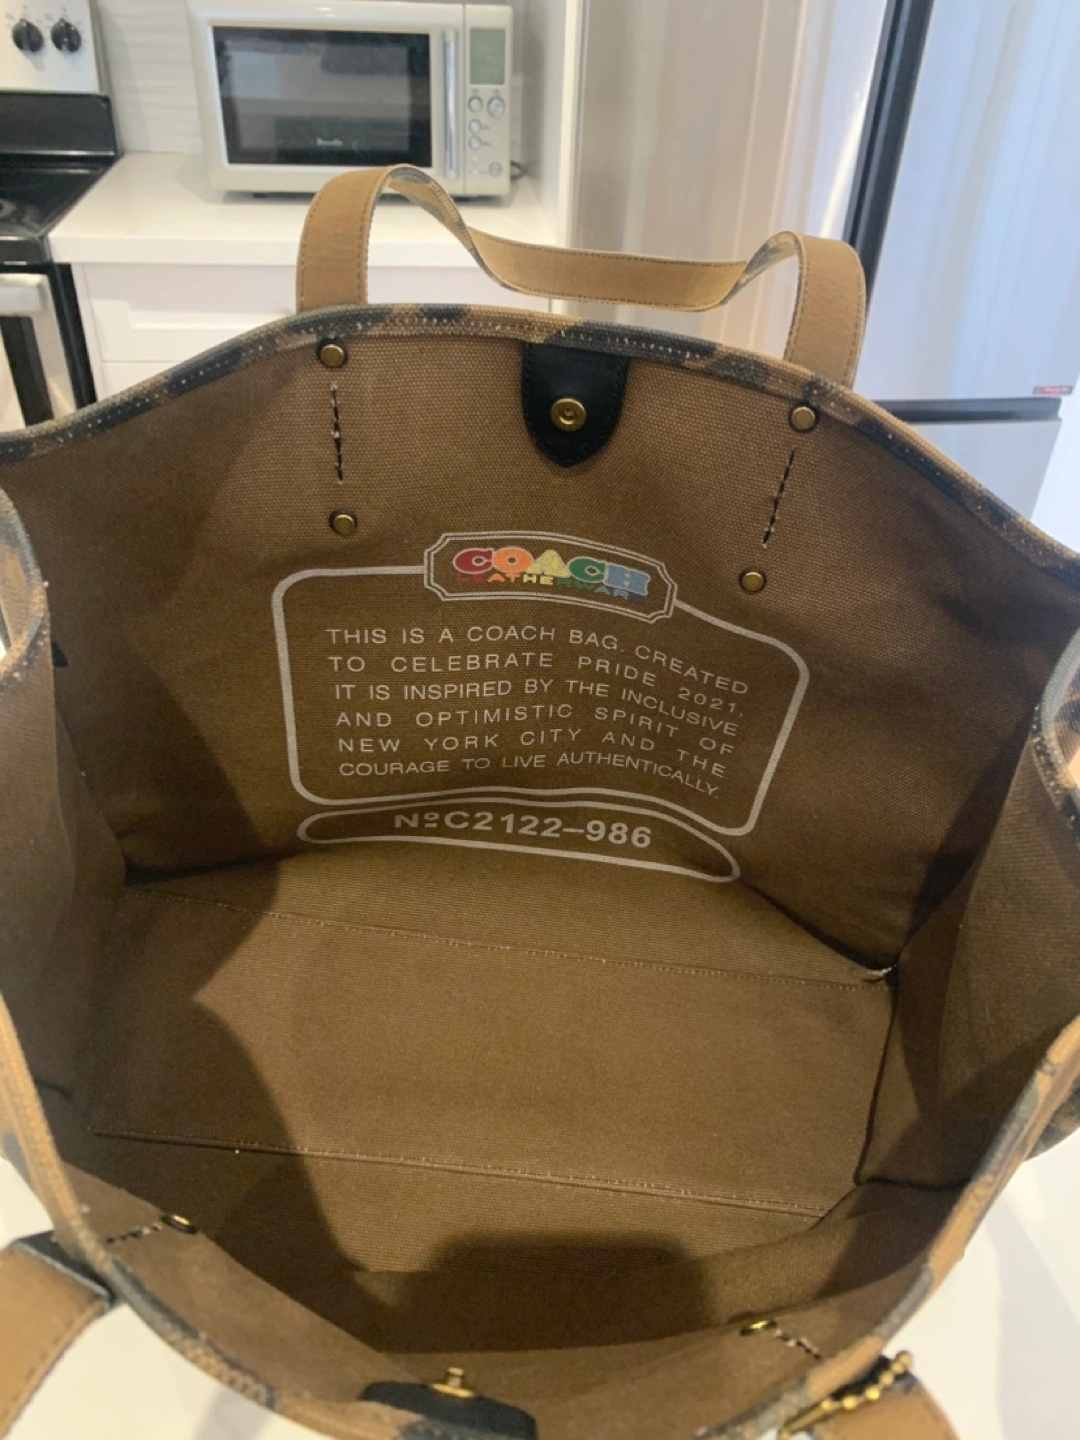 COACH
LEATHERWARE
THIS IS A COACH BAG. CREATED
TO CELEBRATE PRIDE 2021,
IT IS INSPIRED BY THE INCLUSIVE
AND OPTIMISTIC SPIRIT OF
NEW YORK CITY AND THE
COURAGE TO LIVE AUTHENTICALLY.
NºC2122–986